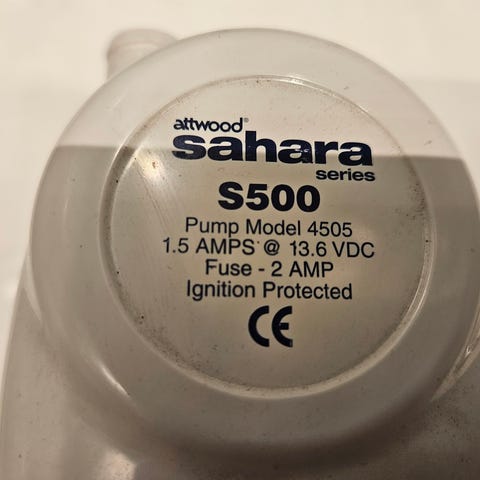 attwood®
sahara
series
S500
Pump Model 4505
1.5 AMPS @ 13.6 VDC
Fuse - 2 AMP
Ignition Protected
CE